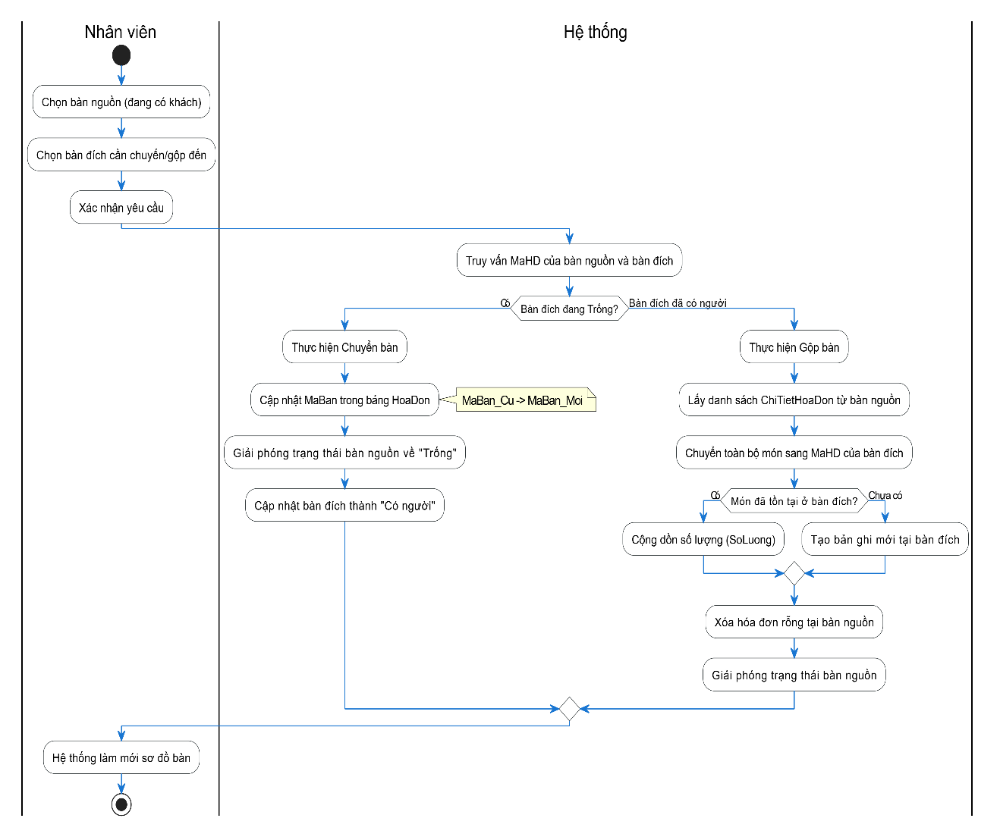 Nhân viên
Hệ thống
Chọn bàn nguồn (đang có khách)
Chọn bàn đích cần chuyển/gộp đến
Xác nhận yêu cầu
Truy vấn MaHD của bàn nguồn và bàn đích
Có
Bàn đích đang Trống?
Bàn đích đã có người
Thực hiện Chuyển bàn
Thực hiện Gộp bàn
Cập nhật MaBan trong bảng HoaDon
MaBan_Cu -> MaBan_Moi
Lấy danh sách ChiTietHoaDon từ bàn nguồn
Giải phóng trạng thái bàn nguồn về "Trống"
Chuyển toàn bộ món sang MaHD của bàn đích
Cập nhật bàn đích thành "Có người"
Có
Món đã tồn tại ở bàn đích?
Chưa có
Cộng dồn số lượng (SoLuong)
Tạo bản ghi mới tại bàn đích
Xóa hóa đơn rỗng tại bàn nguồn
Giải phóng trạng thái bàn nguồn
Hệ thống làm mới sơ đồ bàn